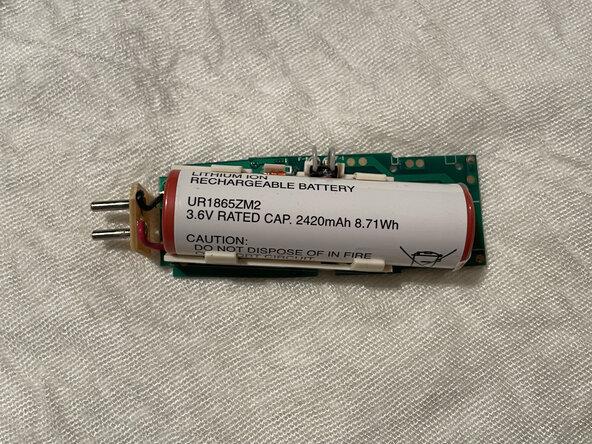 LITHIUM ION
RECHARGEABLE BATTERY
UR1865ZM2
3.6V RATED CAP. 2420mAh 8.71Wh
CAUTION:
DO NOT DISPOSE OF IN FIRE
CIRCUIT